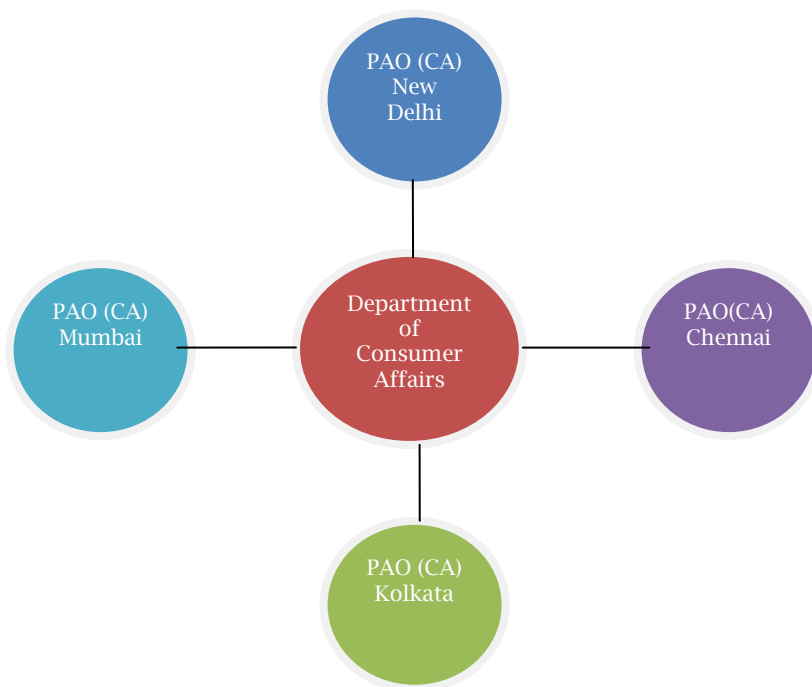 PAO (CA)
New
Delhi
PAO (CA)
Mumbai
Department
of
Consumer
Affairs
PAO(CA)
Chennai
PAO (CA)
Kolkata